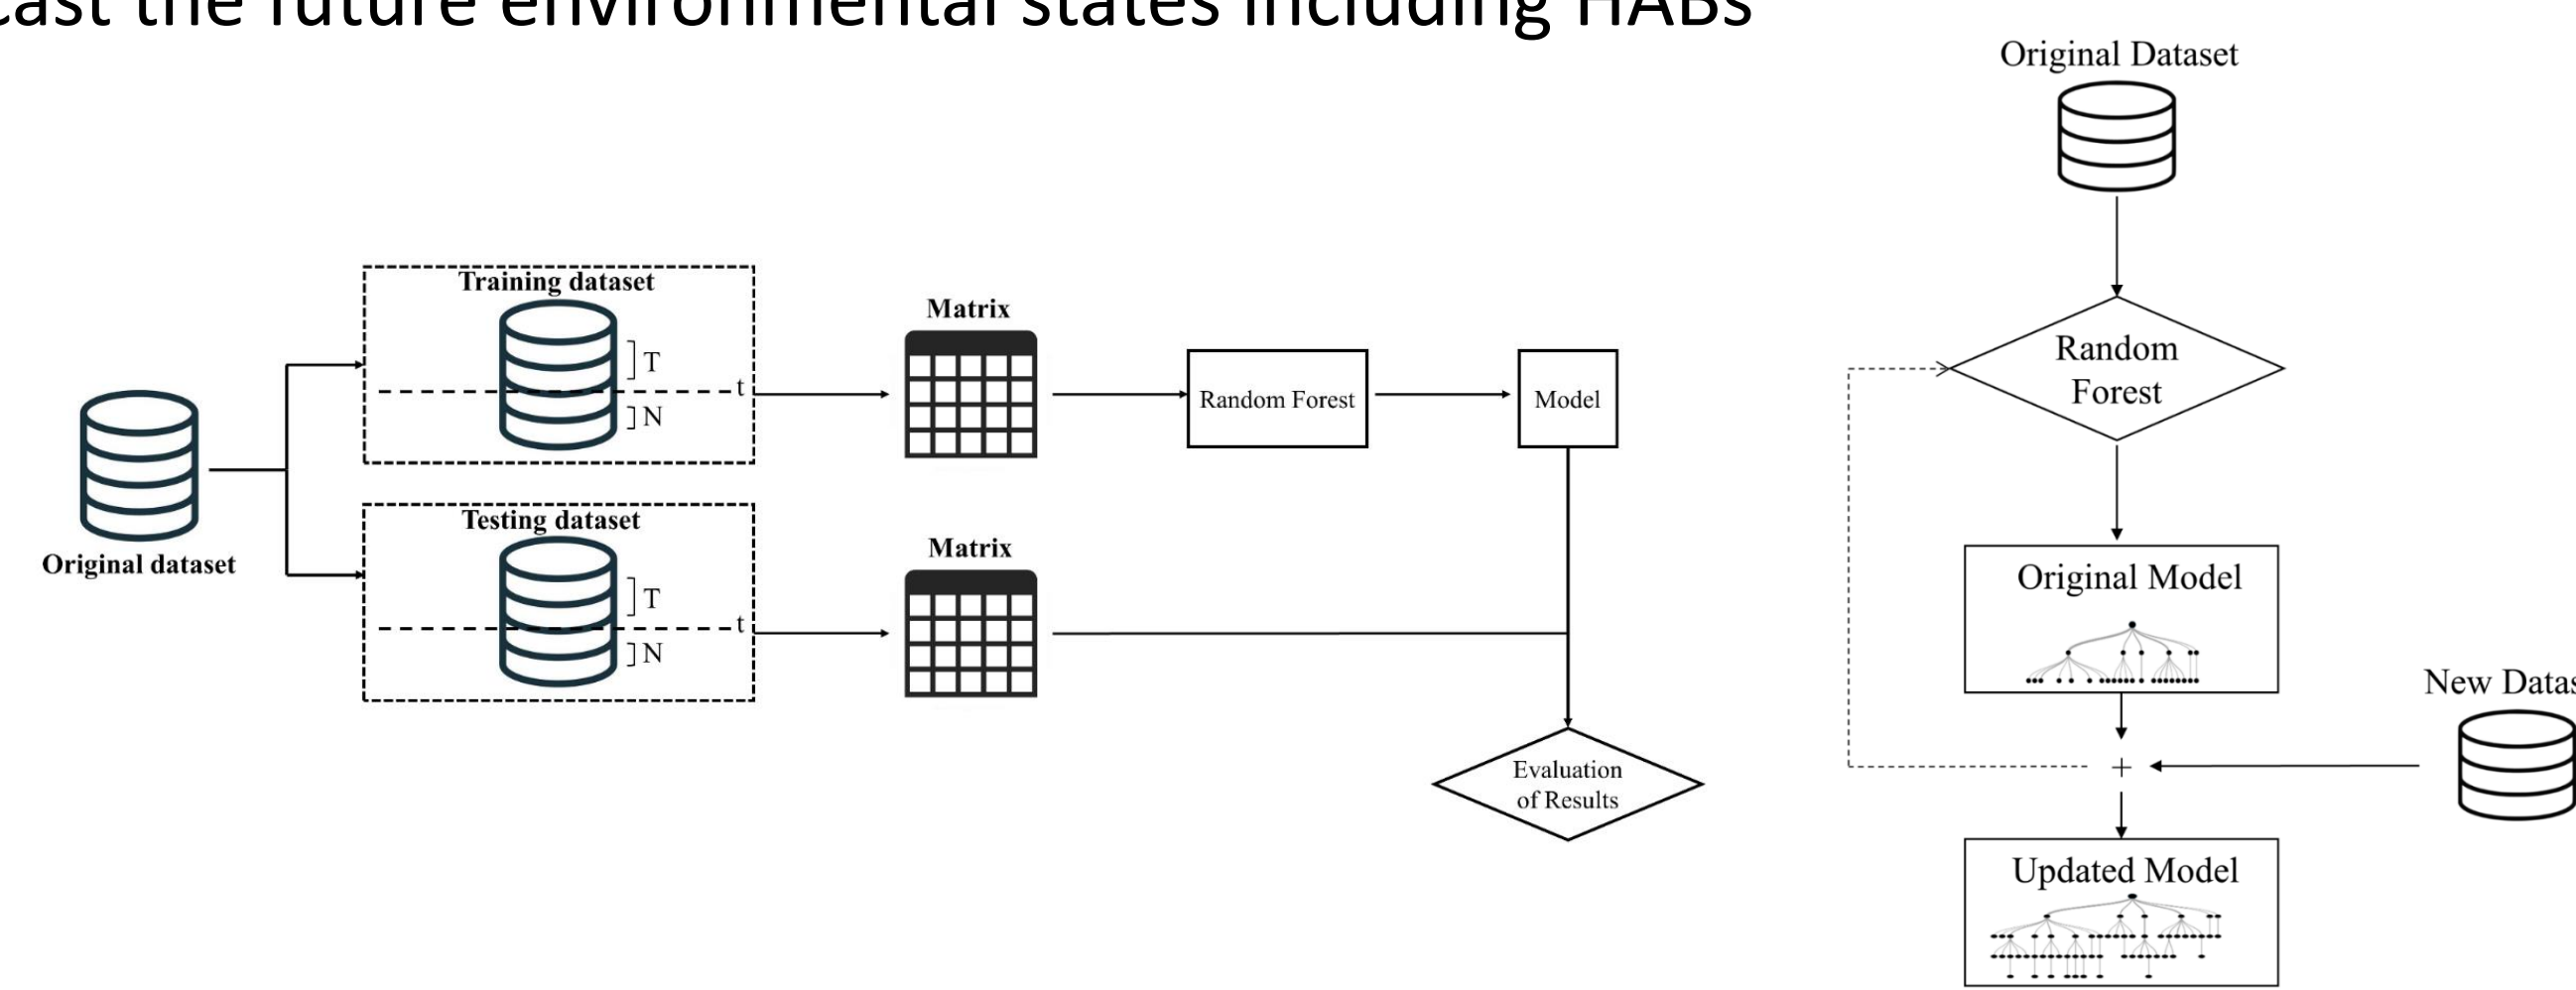 cast the future environmental states including HABs
Original dataset
Training dataset
T
t
N
Testing dataset
T
t
N
Matrix
Matrix
Random Forest
Model
Evaluation
of Results
Original Dataset
Random
Forest
Original Model
New Datas
+
Updated Model